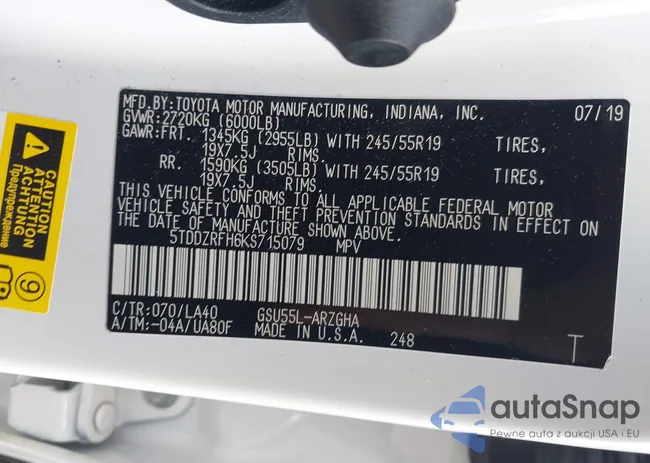 MFD.BY:TOYOTA MOTOR MANUFACTURING, INDIANA, INC. 07/19
GVWR:2720KG (6000LB)
GAWR:FRT. 1345KG (2955LB) WITH 245/55R19 TIRES,
19X7.5J RIMS.
RR. 1590KG (3505LB) WITH 245/55R19 TIRES,
19X7.5J RIMS.
THIS VEHICLE CONFORMS TO ALL APPLICABLE FEDERAL MOTOR
VEHICLE SAFETY AND THEFT PREVENTION STANDARDS IN EFFECT ON
THE DATE OF MANUFACTURE SHOWN ABOVE.
5TDDZRFH6KS715079 MPV
C/TR:070/LA40 GSU55L-ARZGHA
A/TM:-04A/UA80F MADE IN U.S.A. 248 T
CAUTION
ATTENTION
ACHTUNG
Предупреждение
9
autaSnap
Pewne auta z aukcji USA i EU